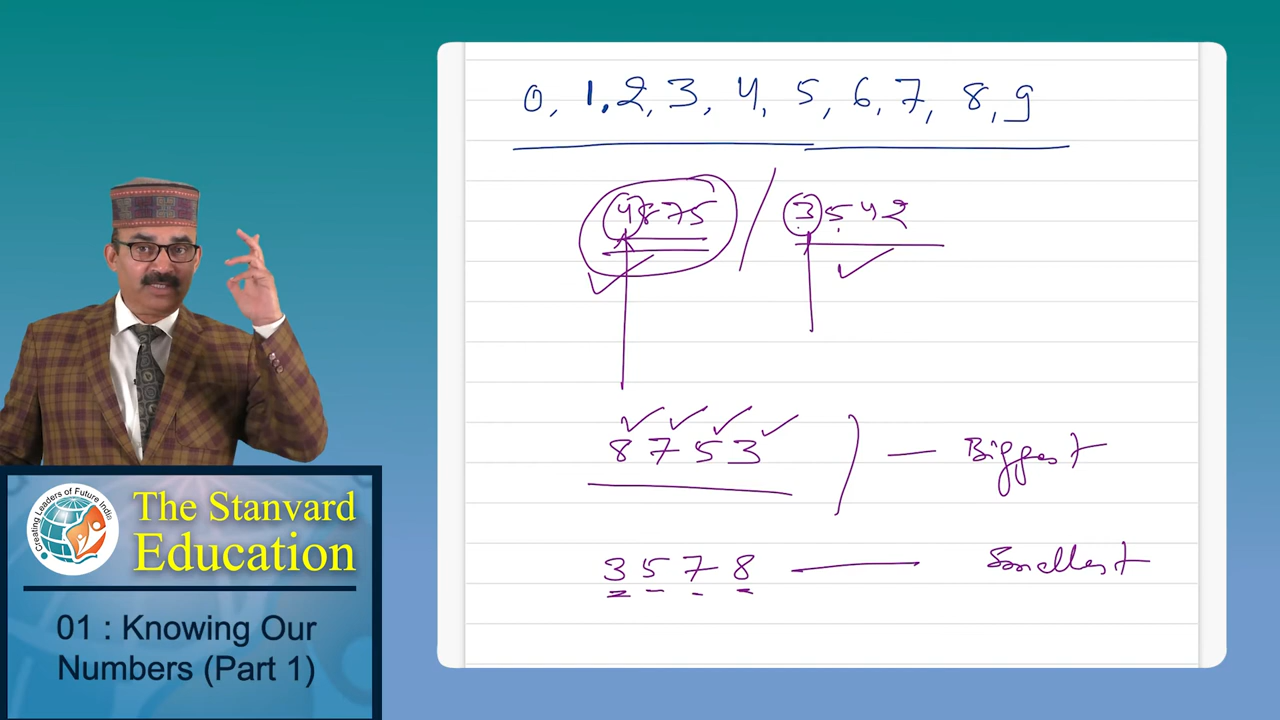 0, 1, 2, 3, 4, 5, 6, 7, 8, 9
4875 / 3542
8753 ) — Biggest
3578 — Smallest
Creating Leaders of Future India
The Stanvard
Education
01 : Knowing Our
Numbers (Part 1)